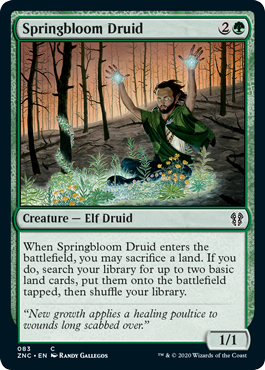 Springbloom Druid 2
Creature — Elf Druid
When Springbloom Druid enters the
battlefield, you may sacrifice a land. If you
do, search your library for up to two basic
land cards, put them onto the battlefield
tapped, then shuffle your library.
“New growth applies a healing poultice to
wounds long scabbed over.”
1/1
083 C
ZNC • EN RANDY GALLEGOS ™ & © 2020 Wizards of the Coast